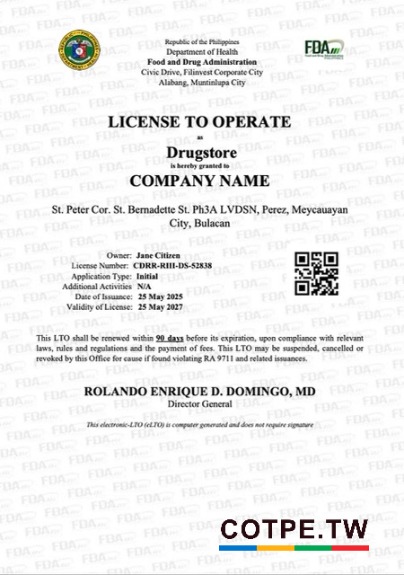 Republic of the Philippines
Department of Health
Food and Drug Administration
Civic Drive, Filinvest Corporate City
Alabang, Muntinlupa City
FDA
LICENSE TO OPERATE
as
Drugstore
is hereby granted to
COMPANY NAME
St. Peter Cor. St. Bernadette St. Ph3A LVDSN, Perez, Meycauayan
City, Bulacan
Owner: Jane Citizen
License Number: CDRR-RIII-DS-52838
Application Type: Initial
Additional Activities N/A
Date of Issuance: 25 May 2025
Validity of License: 25 May 2027
This LTO shall be renewed within 90 days before its expiration, upon compliance with relevant
laws, rules and regulations and the payment of fees. This LTO may be suspended, cancelled or
revoked by this Office for cause if found violating RA 9711 and related issuances.
ROLANDO ENRIQUE D. DOMINGO, MD
Director General
This electronic-LTO (eLTO) is computer generated and does not require signature
COTPE.TW